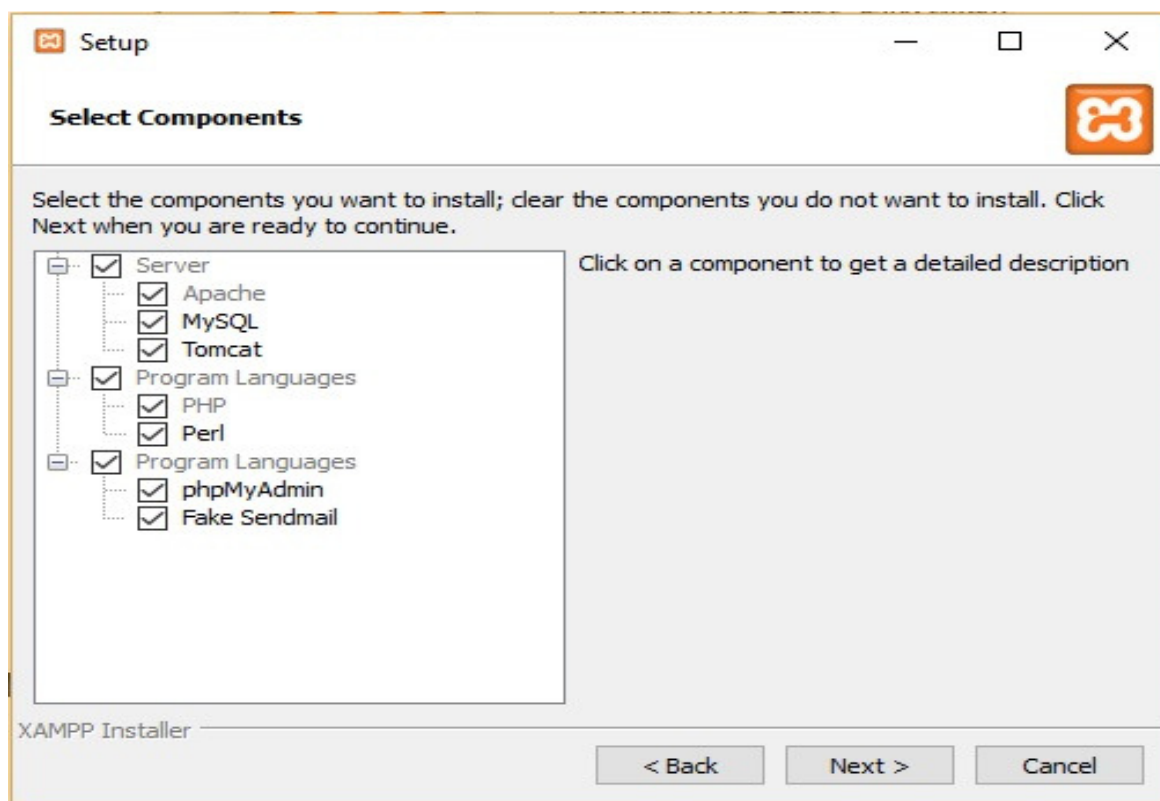 Setup
Select Components
Select the components you want to install; clear the components you do not want to install. Click
Next when you are ready to continue.
Server
Apache
MySQL
Tomcat
Program Languages
PHP
Perl
Program Languages
phpMyAdmin
Fake Sendmail
Click on a component to get a detailed description
XAMPP Installer
< Back
Next >
Cancel